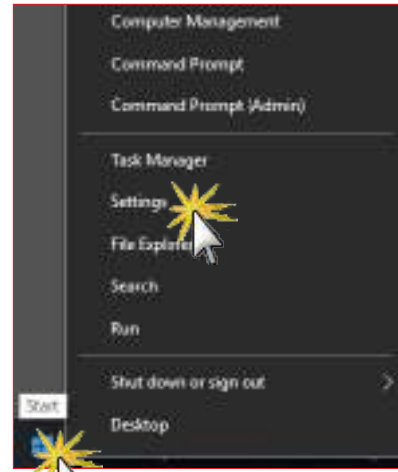 Computer Management
Command Prompt
Command Prompt (Admin)
Task Manager
Settings
File Explorer
Search
Run
Shut down or sign out
Start
Desktop